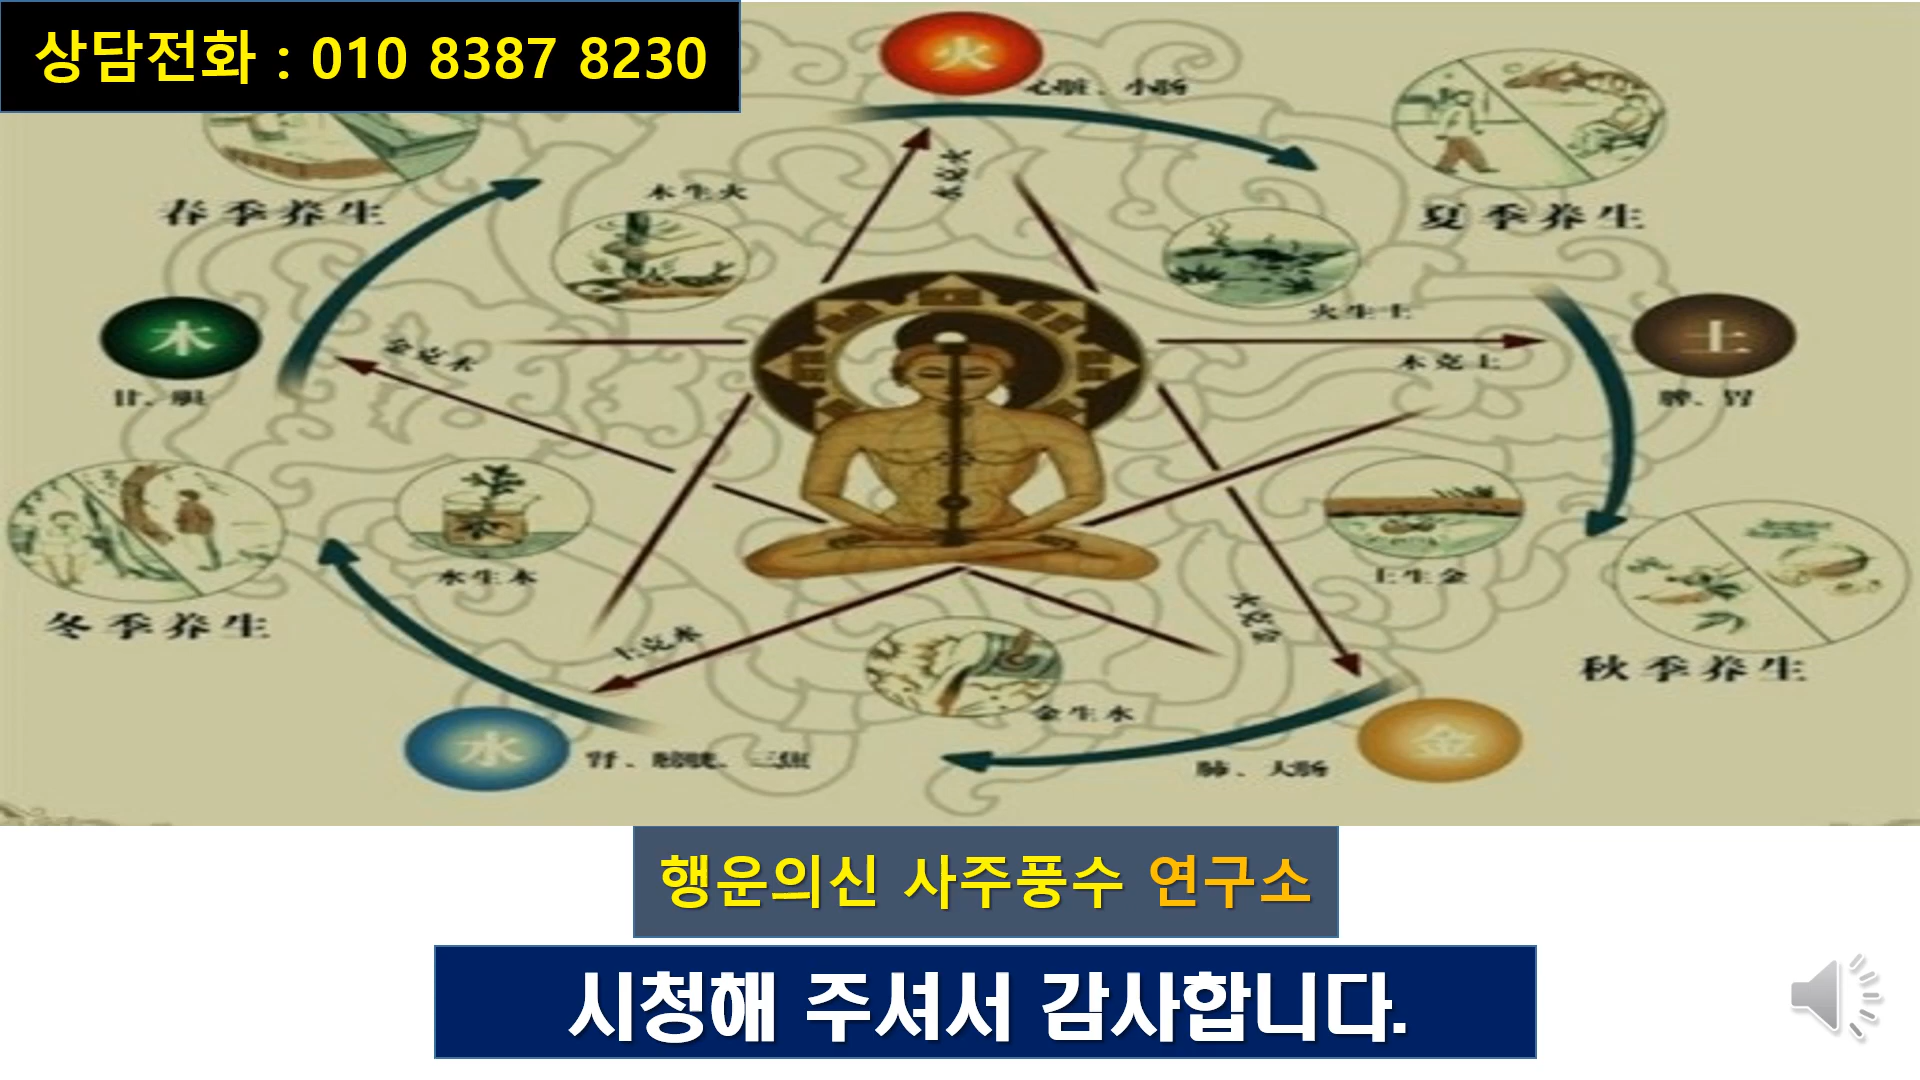 상담전화 : 010 8387 8230
火
心脏、小肠
水克火
木生火
春季养生
夏季养生
火生土
木
金克木
土
木克土
脾、胃
水生木
土生金
冬季养生
秋季养生
金生水
水
肾、膀胱、三焦
金
肺、大肠
행운의신 사주풍수 연구소
시청해 주셔서 감사합니다.